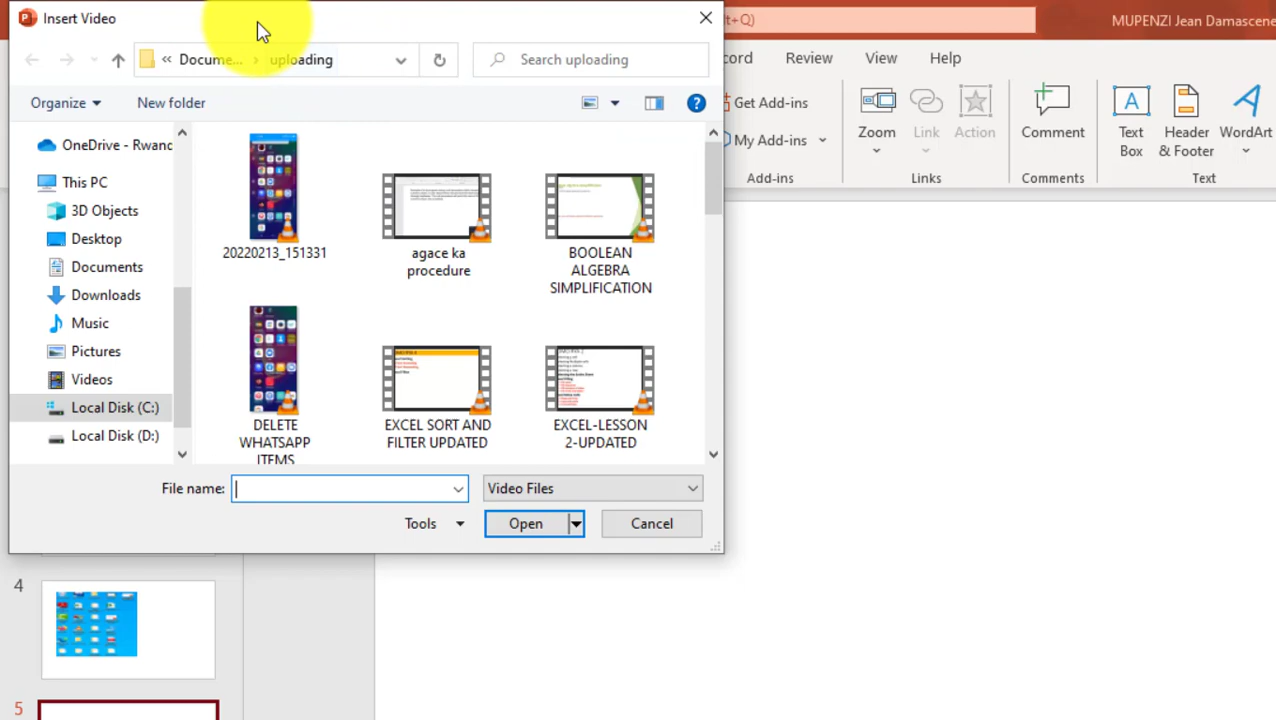 Insert Video
t+Q)
MUPENZI Jean Damascene
« Docume... > uploading
Search uploading
cord
Review
View
Help
Organize
New folder
Get Add-ins
My Add-ins
Add-ins
Zoom
Link
Action
Links
Comment
Comments
Text
Box
Header
& Footer
WordArt
Text
OneDrive - Rwand
This PC
3D Objects
Desktop
Documents
Downloads
Music
Pictures
Videos
Local Disk (C:)
Local Disk (D:)
20220213_151331
agace ka
procedure
BOOLEAN
ALGEBRA
SIMPLIFICATION
DELETE
WHATSAPP
ITEMS
EXCEL SORT AND
FILTER UPDATED
EXCEL-LESSON
2-UPDATED
File name:
Video Files
Tools
Open
Cancel
4
5